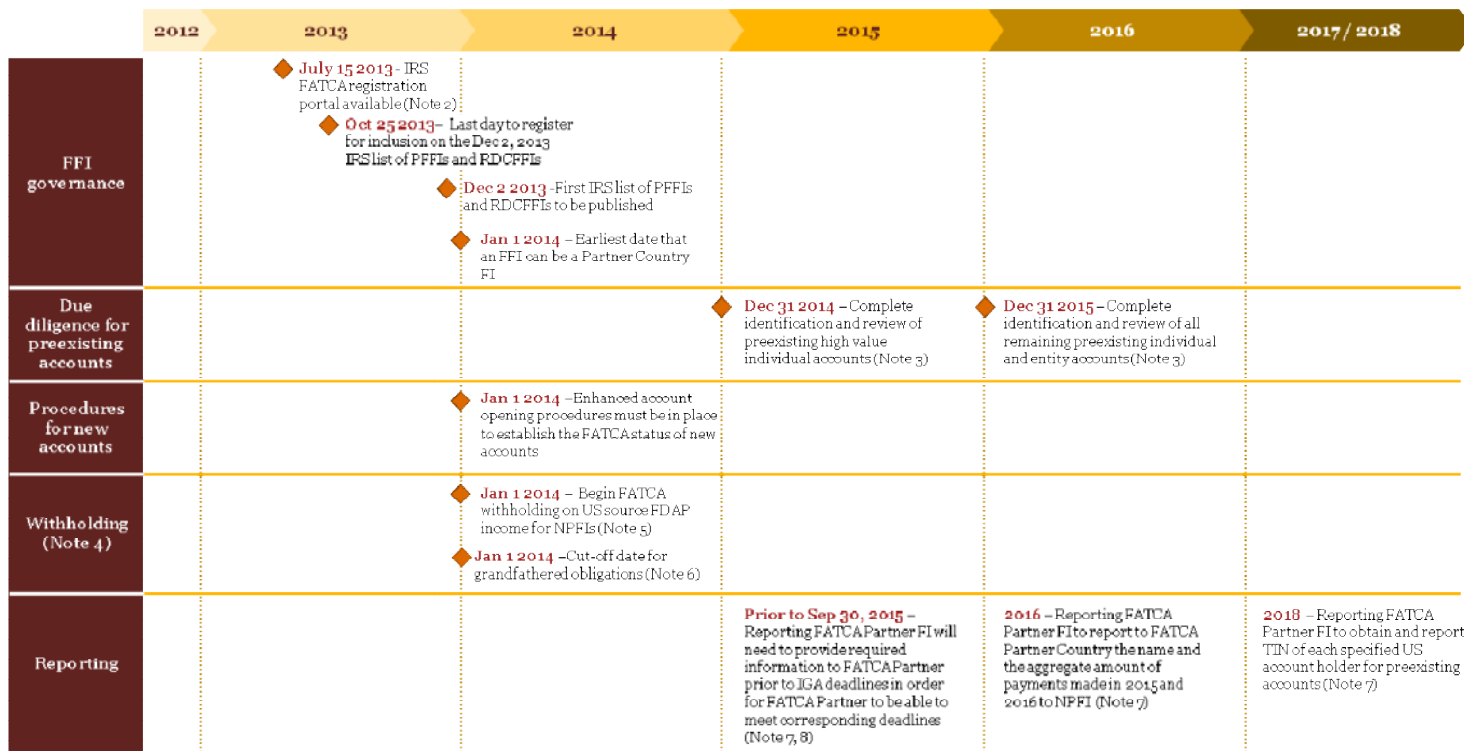 2012
2013
2014
2015
2016
2017/2018
FFI
governance
July 15 2013- IRS
FATCA registration
portal available (Note 2)
Oct 25 2013– Last day to register
for inclusion on the Dec 2, 2013
IRS list of PFFIs and RDCFFIs
Dec 2 2013 -First IRS list of PFFIs
and RDCFFIs to be published
Jan 1 2014 – Earliest date that
an FFI can be a Partner Country
FI
Due
diligence for
preexisting
accounts
Dec 31 2014 – Complete
identification and review of
preexisting high value
individual accounts (Note 3)
Dec 31 2015 – Complete
identification and review of all
remaining preexisting individual
and entity accounts (Note 3)
Procedures
for new
accounts
Jan 1 2014 –Enhanced account
opening procedures must be in place
to establish the FATCA status of new
accounts
Withholding
(Note 4)
Jan 1 2014 – Begin FATCA
withholding on US source FDAP
income for NPFIs (Note 5)
Jan 1 2014 –Cut-off date for
grandfathered obligations (Note 6)
Reporting
Prior to Sep 30, 2015 –
Reporting FATCA Partner FI will
need to provide required
information to FATCA Partner
prior to IGA deadlines in order
for FATCA Partner to be able to
meet corresponding deadlines
(Note 7, 8)
2016 – Reporting FATCA
Partner FI to report to FATCA
Partner Country the name and
the aggregate amount of
payments made in 2015 and
2016 to NPFI (Note 7)
2018 – Reporting FATCA
Partner FI to obtain and report
TIN of each specified US
account holder for preexisting
accounts (Note 7)